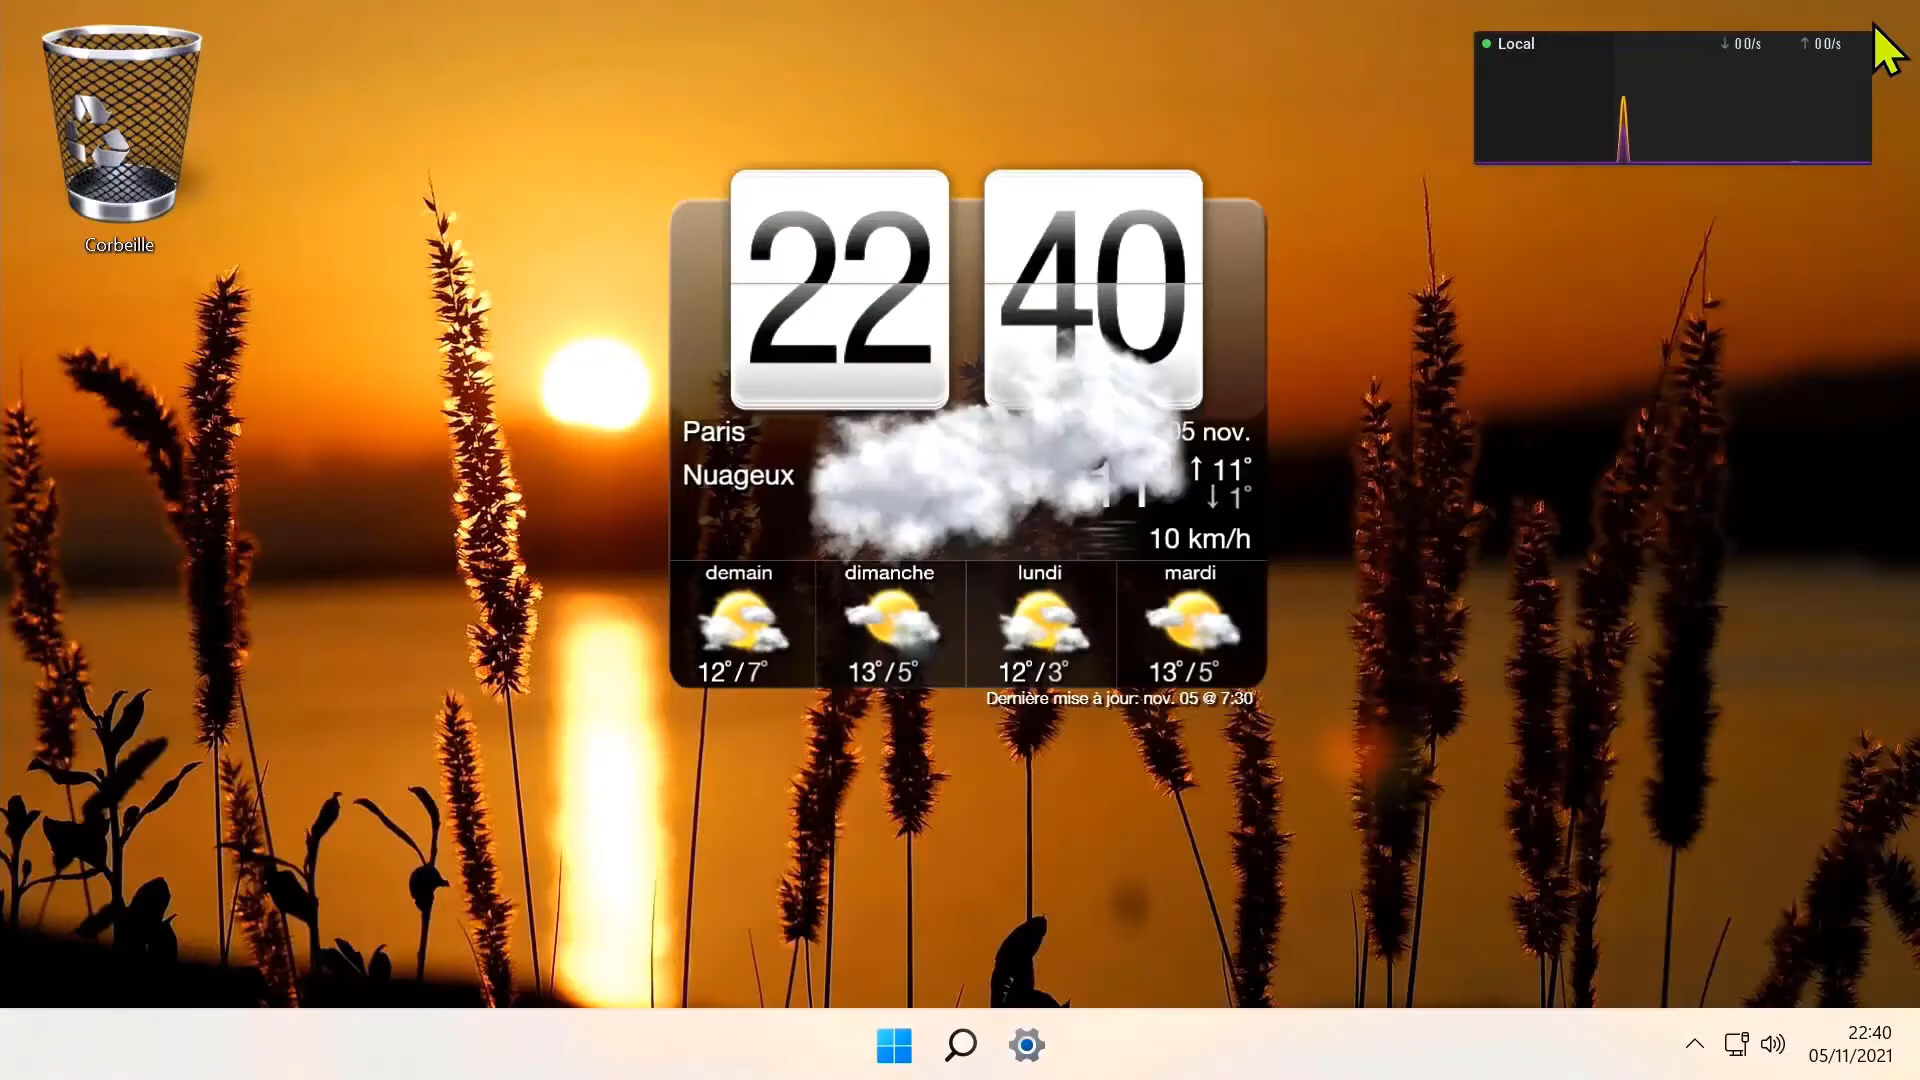 Local ↓ 0 0/s ↑ 0 0/s
Corbeille
22 40
Paris
05 nov.
Nuageux
↑ 11°
↓ 1°
10 km/h
demain dimanche lundi mardi
12°/7° 13°/5° 12°/3° 13°/5°
Dernière mise à jour: nov. 05 @ 7:30
22:40
05/11/2021